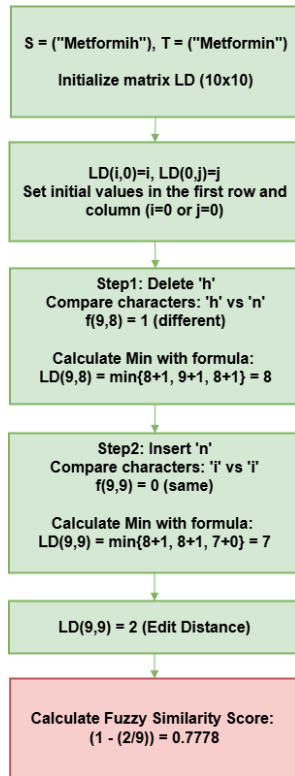 S = ("Metformih"), T = ("Metformin")
Initialize matrix LD (10x10)
LD(i,0)=i, LD(0,j)=j
Set initial values in the first row and
column (i=0 or j=0)
Step1: Delete 'h'
Compare characters: 'h' vs 'n'
f(9,8) = 1 (different)
Calculate Min with formula:
LD(9,8) = min{8+1, 9+1, 8+1} = 8
Step2: Insert 'n'
Compare characters: 'i' vs 'i'
f(9,9) = 0 (same)
Calculate Min with formula:
LD(9,9) = min{8+1, 8+1, 7+0} = 7
LD(9,9) = 2 (Edit Distance)
Calculate Fuzzy Similarity Score:
(1 - (2/9)) = 0.7778